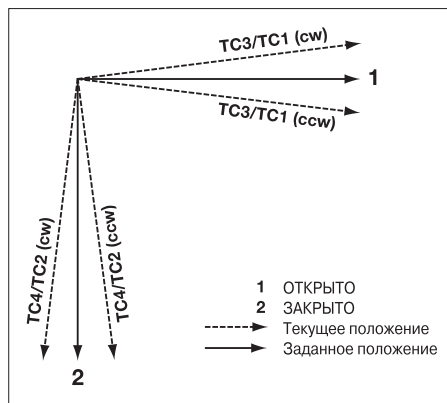 TC3/TC1 (cw)
1
TC3/TC1 (ccw)
TC4/TC2 (cw)
TC4/TC2 (ccw)
2
1 ОТКРЫТО
2 ЗАКРЫТО
Текущее положение
Заданное положение